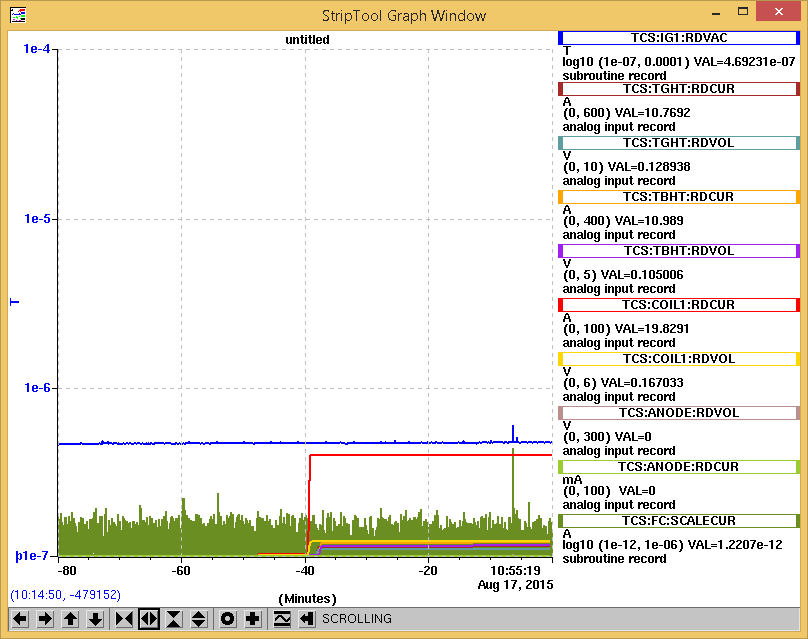 StripTool Graph Window
untitled
1e-4
1e-5
T
1e-6
1e-7
-80
-60
-40
-20
10:55:19
Aug 17, 2015
(10:14:50, -479152)
(Minutes)
TCS:IG1:RDVAC
T
log10 (1e-07, 0.0001) VAL=4.69231e-07
subroutine record
TCS:TGHT:RDCUR
A
(0, 600) VAL=10.7692
analog input record
TCS:TGHT:RDVOL
V
(0, 10) VAL=0.128938
analog input record
TCS:TBHT:RDCUR
A
(0, 400) VAL=10.989
analog input record
TCS:TBHT:RDVOL
V
(0, 5) VAL=0.105006
analog input record
TCS:COIL1:RDCUR
A
(0, 100) VAL=19.8291
analog input record
TCS:COIL1:RDVOL
V
(0, 6) VAL=0.167033
analog input record
TCS:ANODE:RDVOL
V
(0, 300) VAL=0
analog input record
TCS:ANODE:RDCUR
mA
(0, 100) VAL=0
analog input record
TCS:FC:SCALECUR
A
log10 (1e-12, 1e-06) VAL=1.2207e-12
subroutine record
SCROLLING